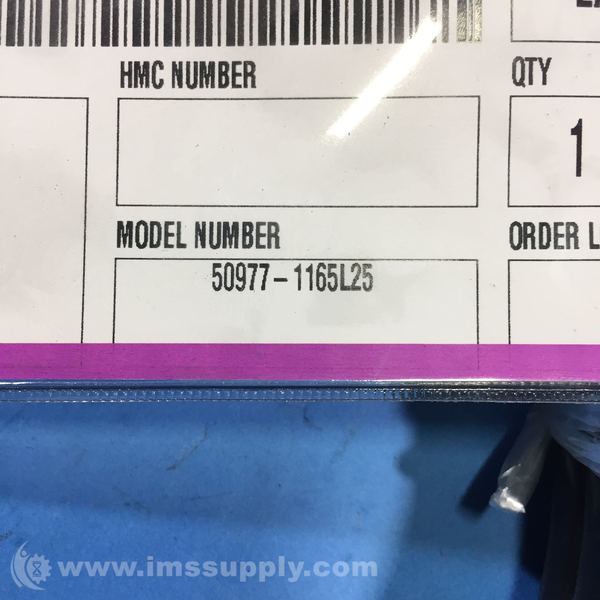 HMC NUMBER
QTY
1
MODEL NUMBER
ORDER L
50977-1165L25
www.imssupply.com